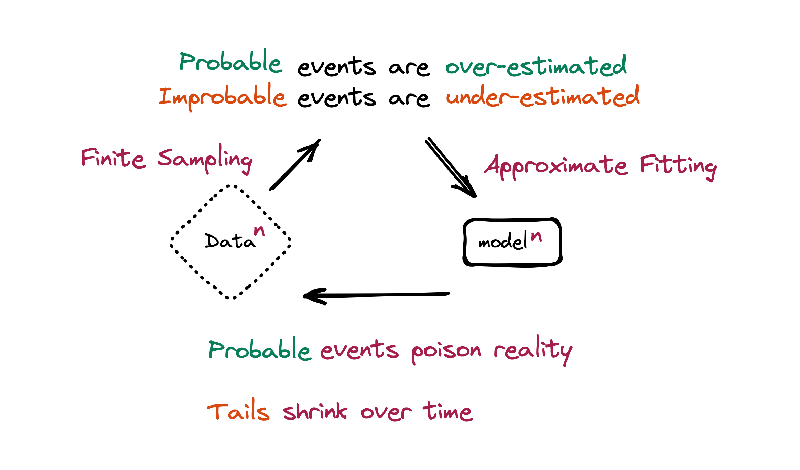 Probable events are over-estimated
Improbable events are under-estimated
Finite Sampling
Approximate Fitting
Data^n
model^n
Probable events poison reality
Tails shrink over time